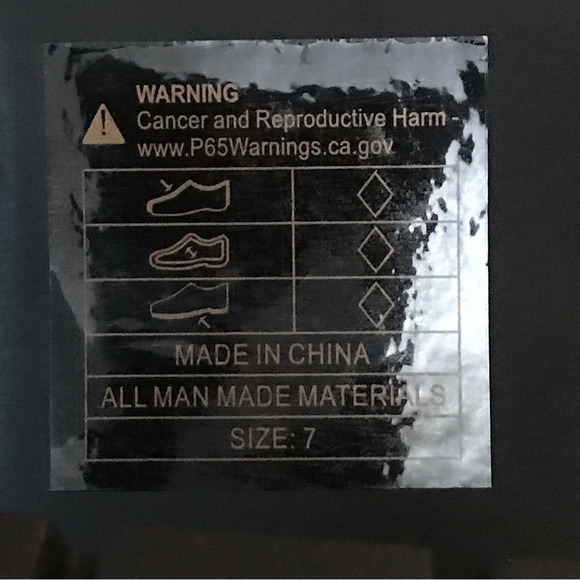 WARNING
Cancer and Reproductive Harm -
www.P65Warnings.ca.gov
MADE IN CHINA
ALL MAN MADE MATERIALS
SIZE: 7